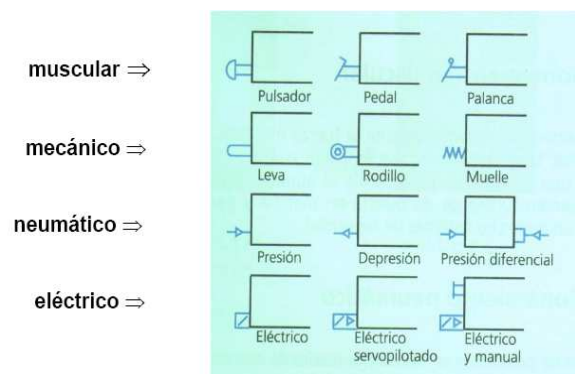 muscular ⇒
Pulsador Pedal Palanca
mecánico ⇒
Leva Rodillo Muelle
neumático ⇒
Presión Depresión Presión diferencial
eléctrico ⇒
Eléctrico Eléctrico Eléctrico
servopilotado y manual